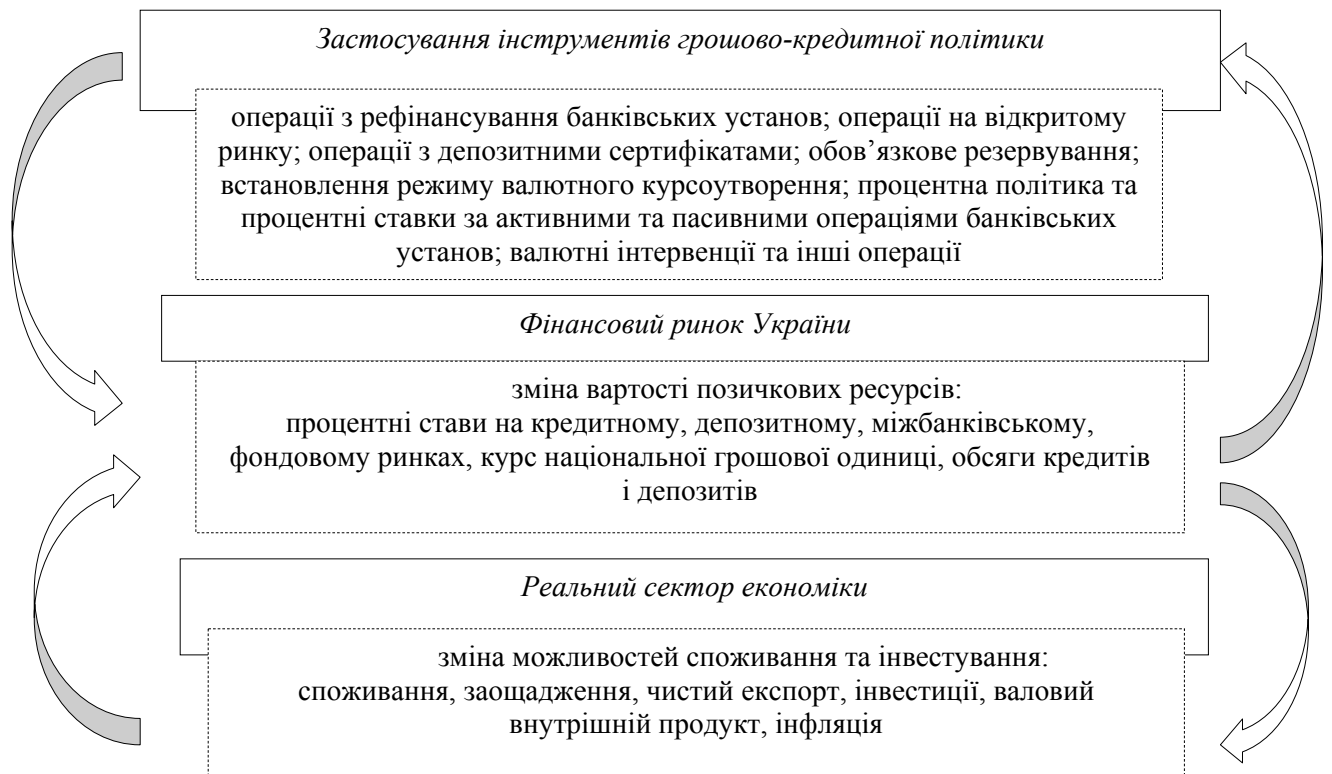 Застосування інструментів грошово-кредитної політики
операції з рефінансування банківських установ; операції на відкритому
ринку; операції з депозитними сертифікатами; обов’язкове резервування;
встановлення режиму валютного курсоутворення; процентна політика та
процентні ставки за активними та пасивними операціями банківських
установ; валютні інтервенції та інші операції
Фінансовий ринок України
зміна вартості позичкових ресурсів:
процентні стави на кредитному, депозитному, міжбанківському,
фондовому ринках, курс національної грошової одиниці, обсяги кредитів
і депозитів
Реальний сектор економіки
зміна можливостей споживання та інвестування:
споживання, заощадження, чистий експорт, інвестиції, валовий
внутрішній продукт, інфляція